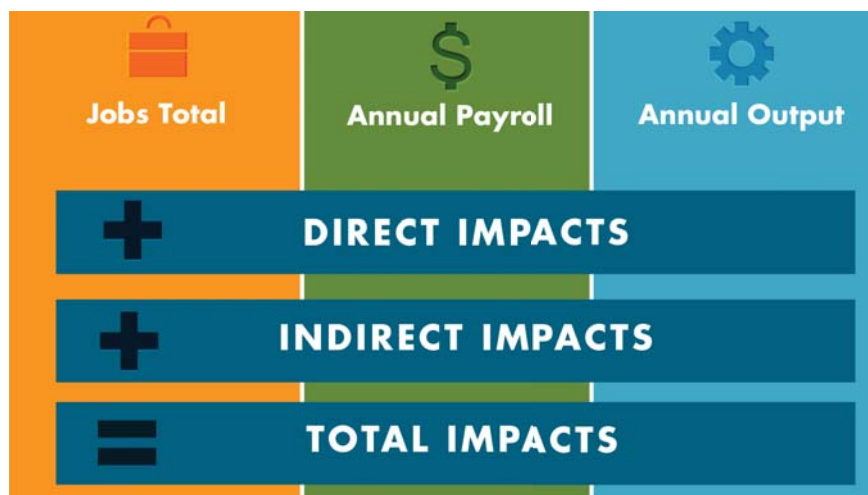 $
Jobs Total
Annual Payroll
Annual Output
+ DIRECT IMPACTS
+ INDIRECT IMPACTS
= TOTAL IMPACTS